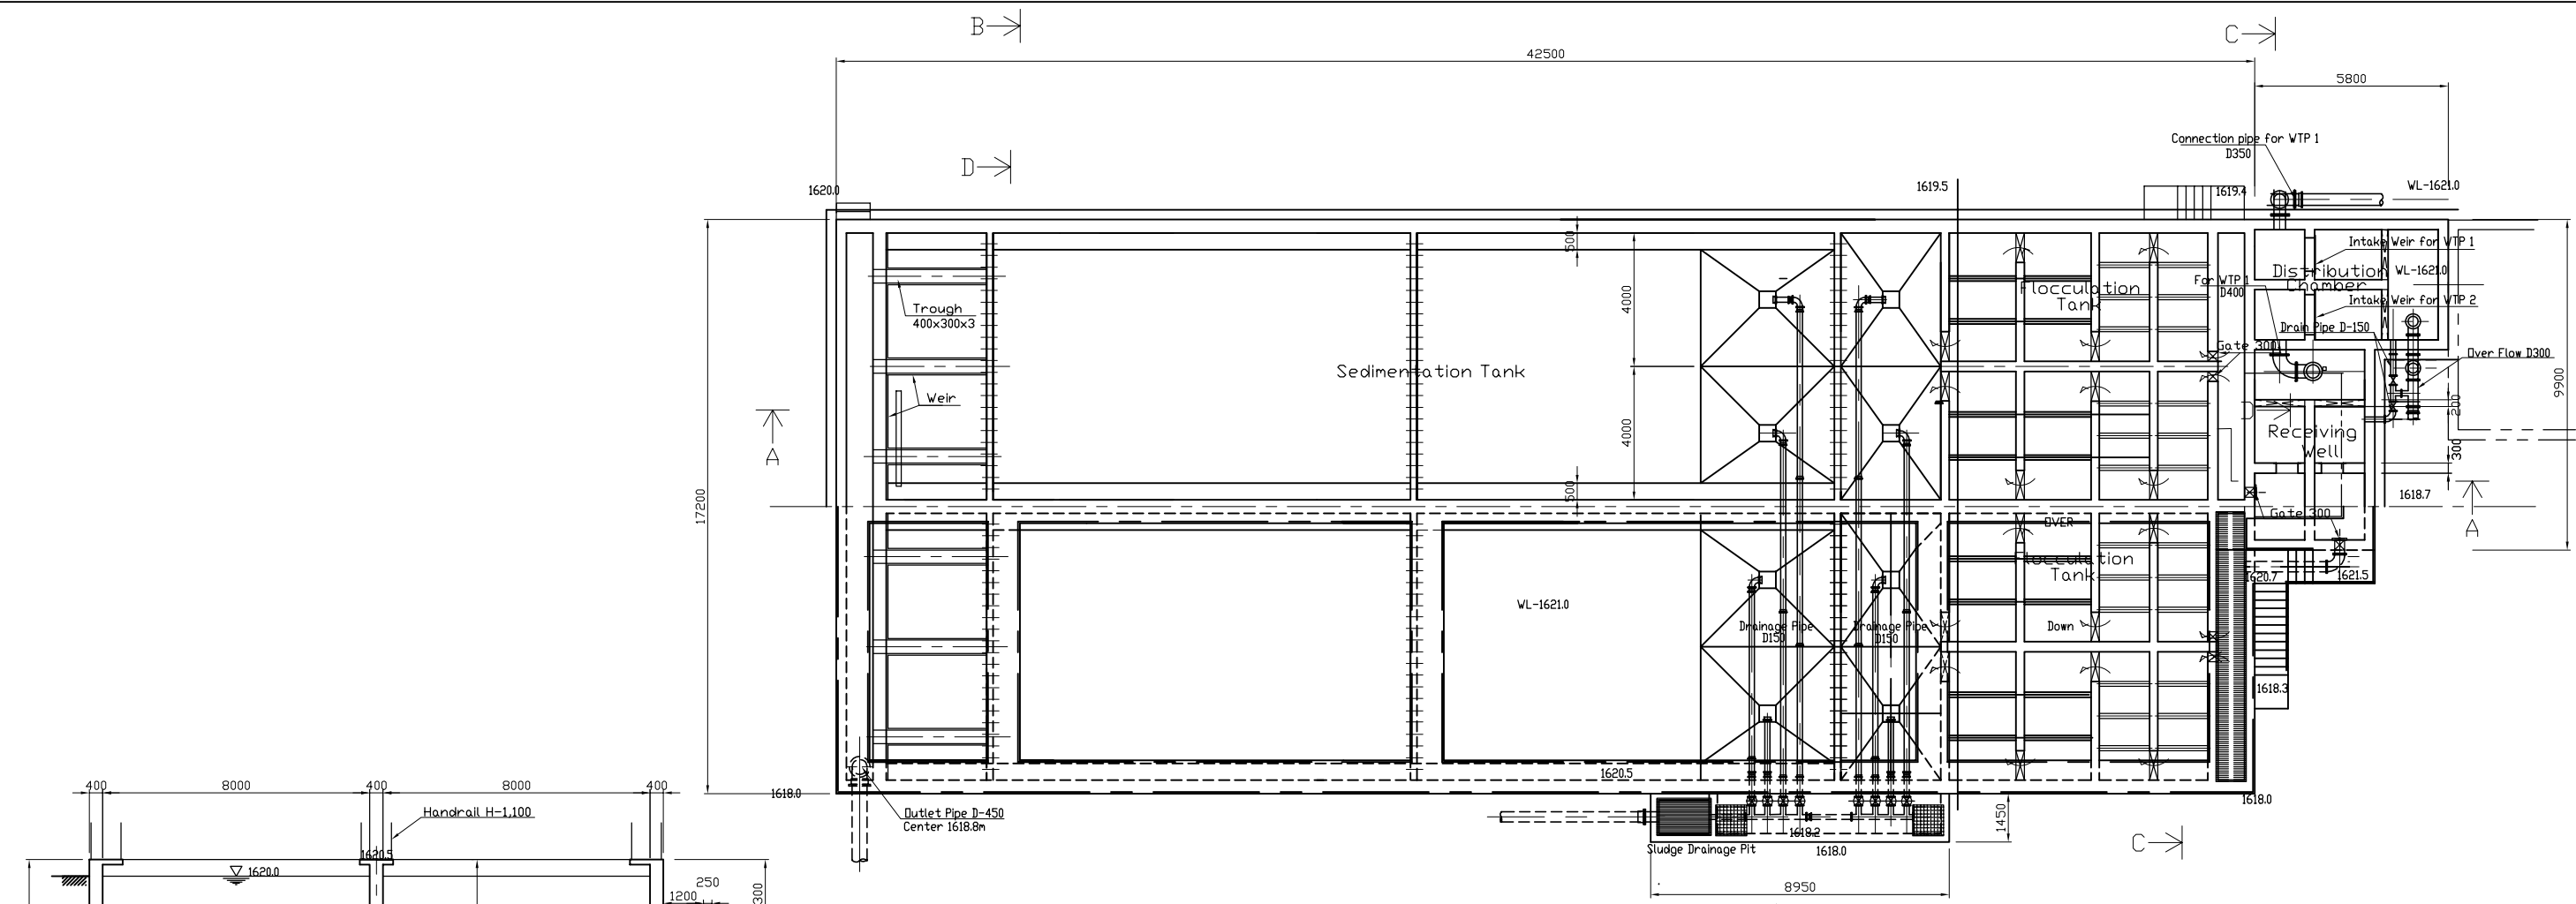 B
C
42500
5800
Connection pipe for WTP 1
D350
D
1620.0
1619.5
1619.4
WL-1621.0
500
Intake Weir for WTP 1
Distribution
Chamber
WL-1621.0
For WTP 1
D400
Flocculation
Tank
Intake Weir for WTP 2
4000
Trough
400x300x3
Drain Pipe D-150
Gate 300
Over Flow D300
Sedimentation Tank
9900
Weir
200
D
4000
Receiving
Well
A
300
500
1618.7
17200
Gate 300
A
OVER
Flocculation
Tank
1620.7
1621.5
WL-1621.0
Drainage Pipe
D150
Drainage Pipe
D150
Down
1618.3
1620.5
400
8000
400
8000
400
1618.0
1618.0
Handrail H-1,100
Outlet Pipe D-450
Center 1618.8m
1450
1618.2
C
Sludge Drainage Pit
1618.0
1620.5
1620.0
250
1200
300
8950